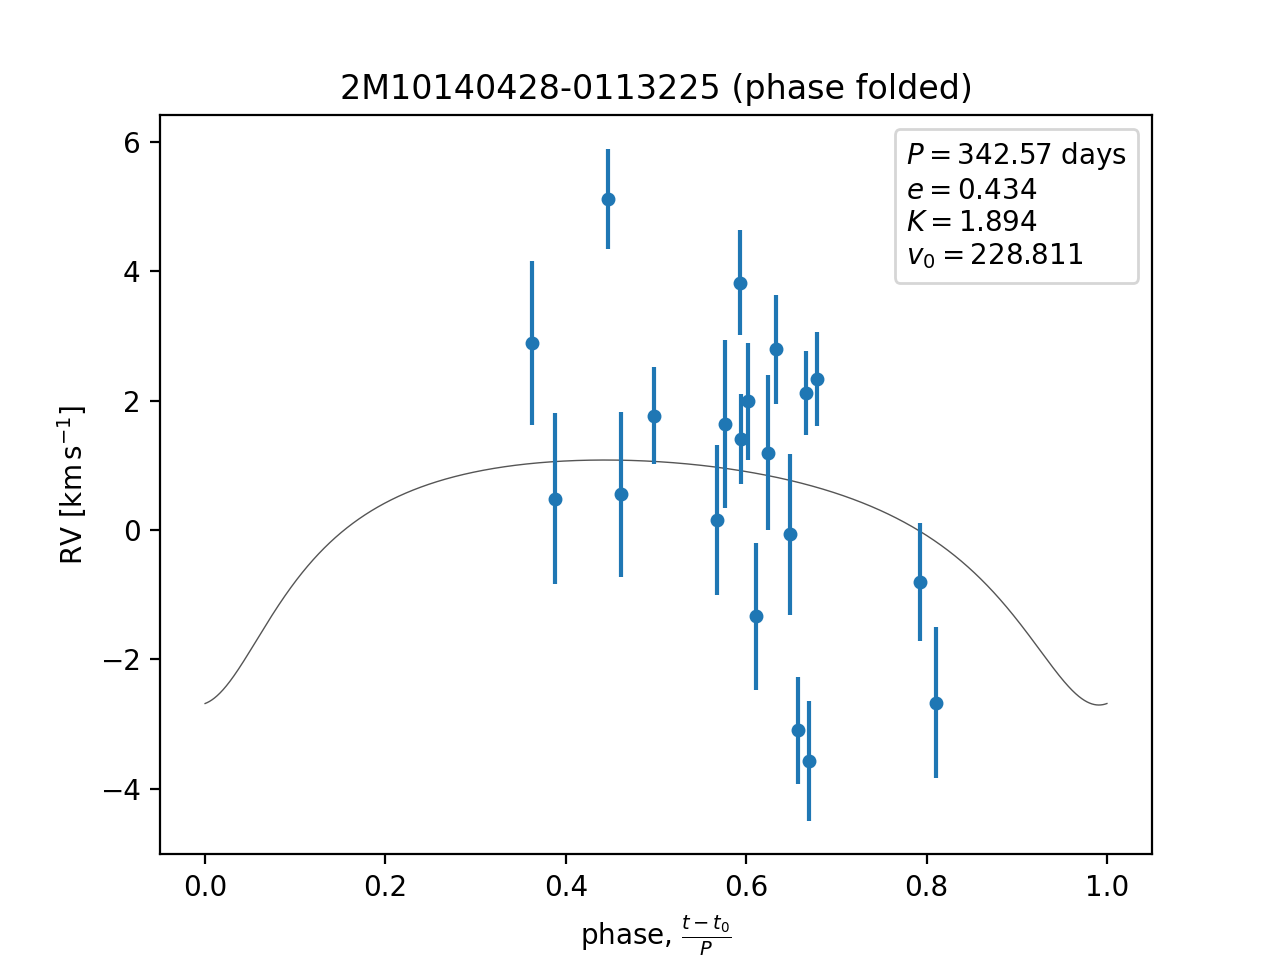 2M10140428-0113225 (phase folded)
P = 342.57 days
e = 0.434
K = 1.894
v₀ = 228.811
6
4
2
0
−2
−4
RV [km s⁻¹]
0.0 0.2 0.4 0.6 0.8 1.0
phase, (t − t₀)/P